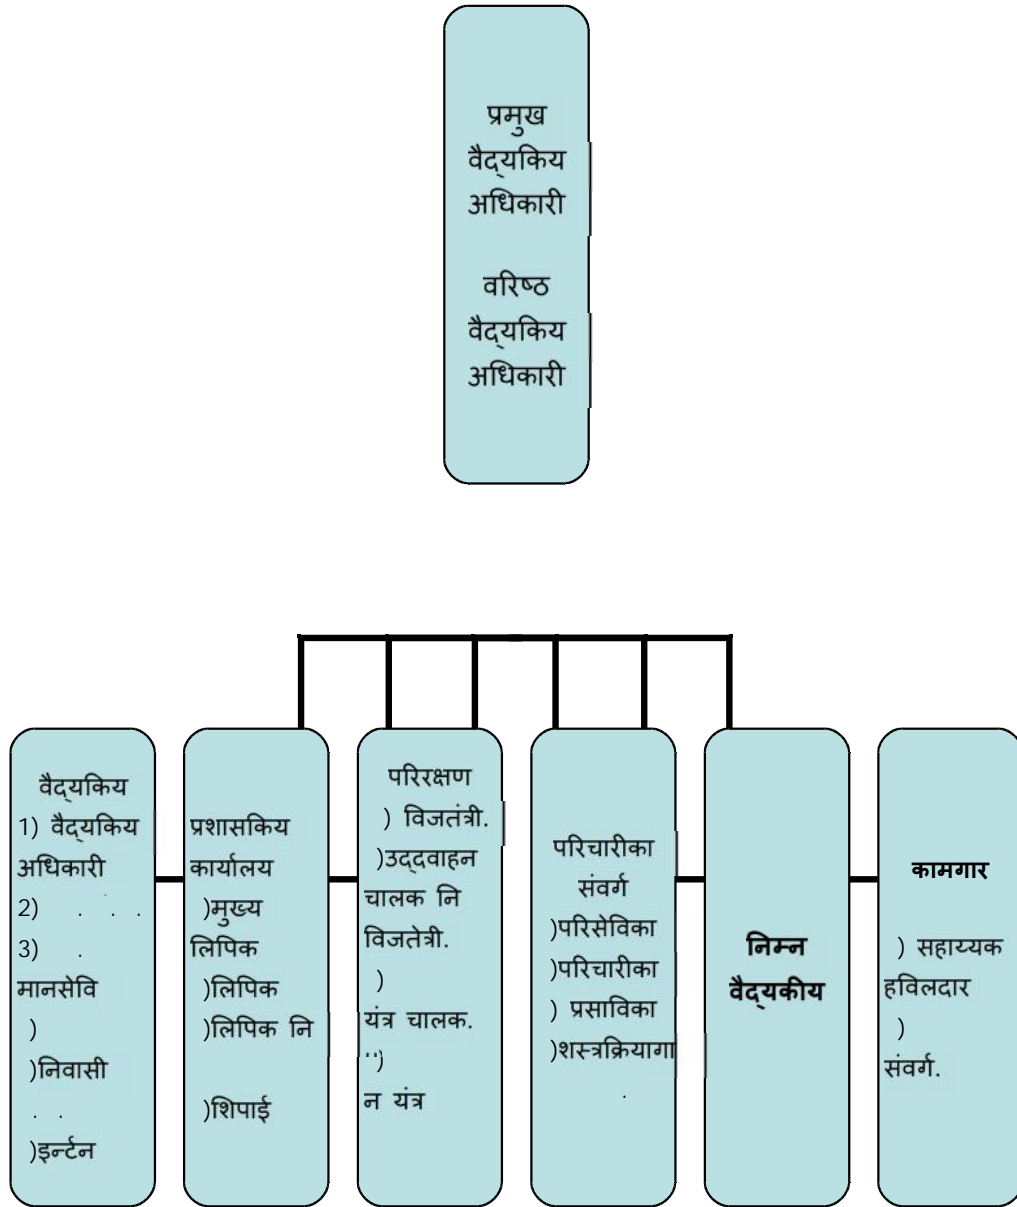 प्रमुख
वैद्यकिय
अधिकारी
वरिष्ठ
वैद्यकिय
अधिकारी
वैद्यकिय
1) वैद्यकिय
अधिकारी
2) . . .
3) .
मानसेवि
)
)निवासी
. .
)इन्टर्न
प्रशासकिय
कार्यालय
)मुख्य
लिपिक
)लिपिक
)लिपिक नि
)शिपाई
परिरक्षण
) विजतंत्री.
)उद्दवाहन
चालक नि
विजतेत्री.
)
यंत्र चालक.
)
न यंत्र
परिचारीका
संवर्ग
)परिसेविका
)परिचारीका
) प्रसाविका
)शस्त्रक्रियागा
.
निम्न
वैद्यकीय
कामगार
) सहाय्यक
हविलदार
)
संवर्ग.